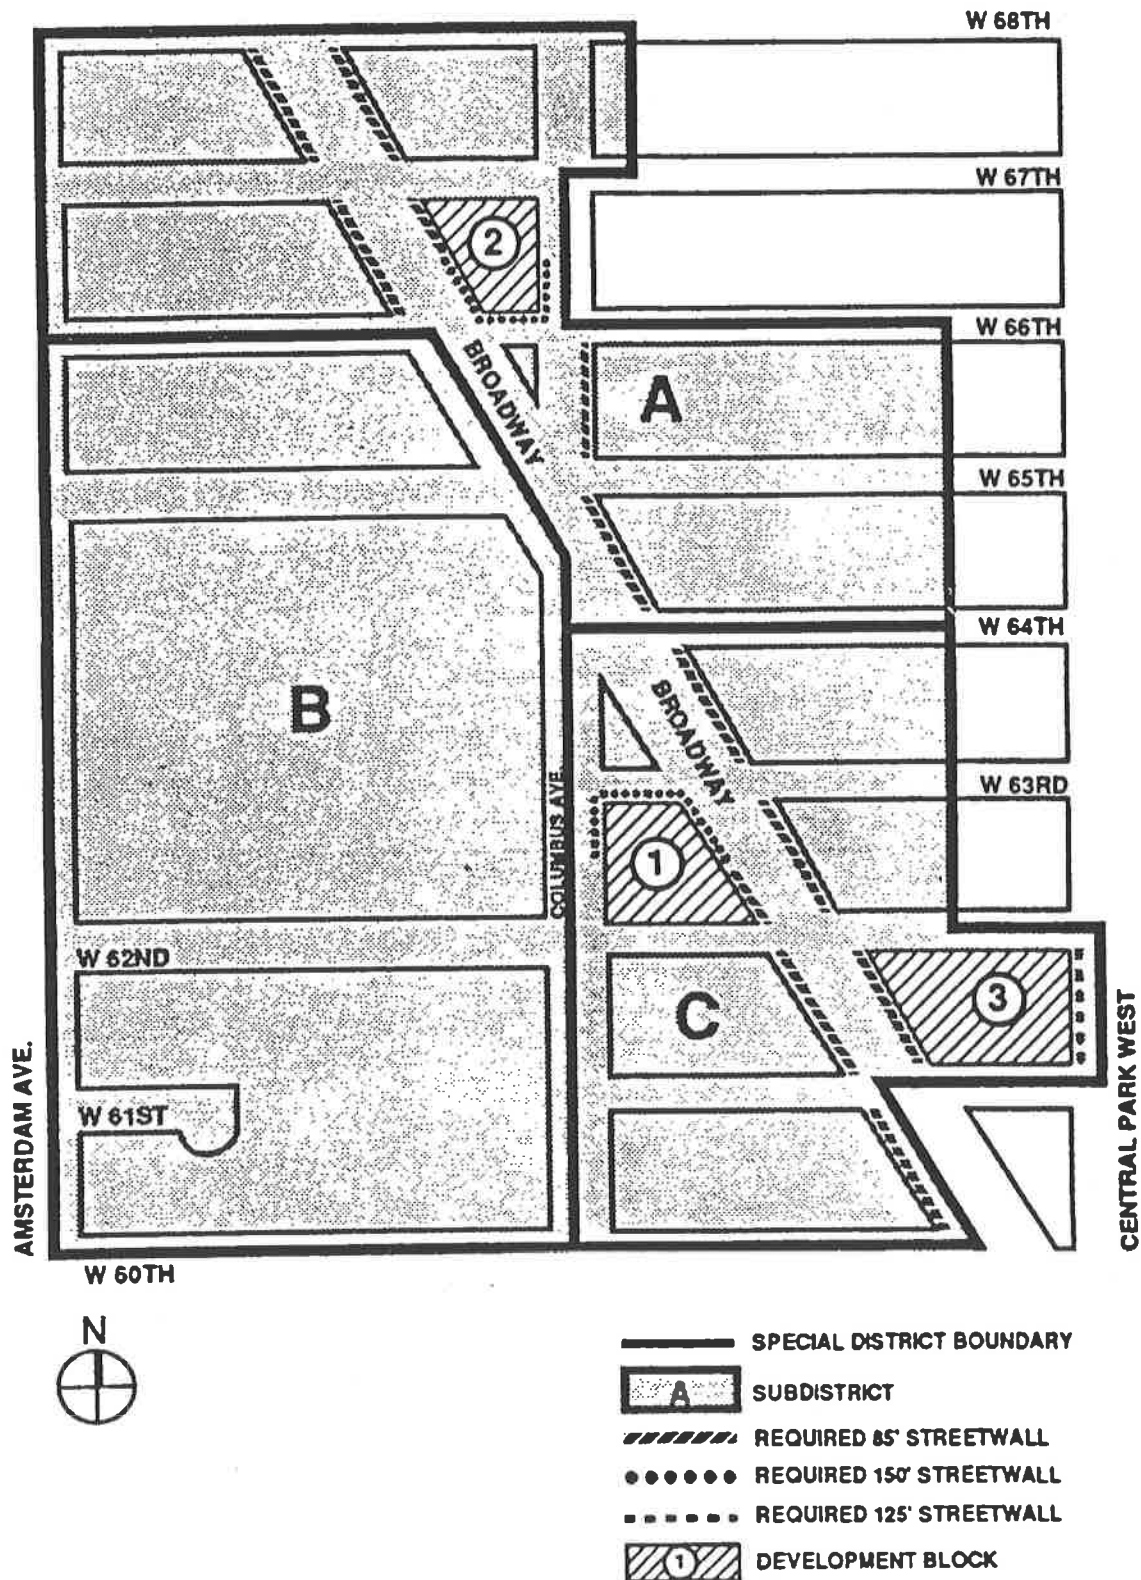 W 68TH
W 67TH
2
W 66TH
BROADWAY
A
W 65TH
W 64TH
B
BROADWAY
COLUMBUS AVE.
W 63RD
1
W 62ND
C
3
AMSTERDAM AVE.
W 61ST
CENTRAL PARK WEST
W 60TH
N
SPECIAL DISTRICT BOUNDARY
A SUBDISTRICT
REQUIRED 85' STREETWALL
REQUIRED 150' STREETWALL
REQUIRED 125' STREETWALL
1 DEVELOPMENT BLOCK